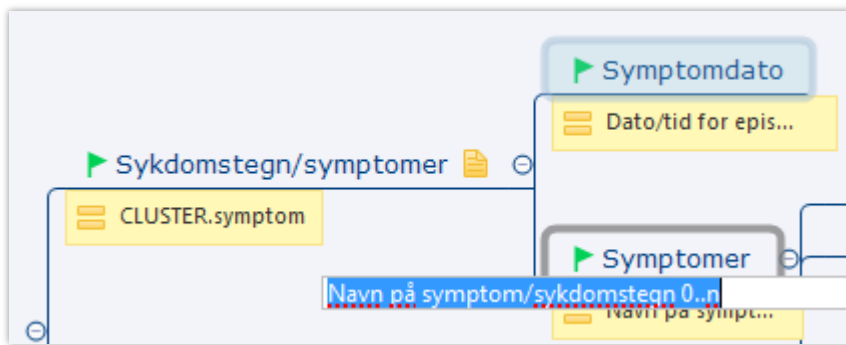 Symptomdato
Dato/tid for epis...
Sykdomstegn/symptomer
CLUSTER.symptom
Symptomer
Navn på symptom/sykdomstegn 0..n
Navn på sympt...